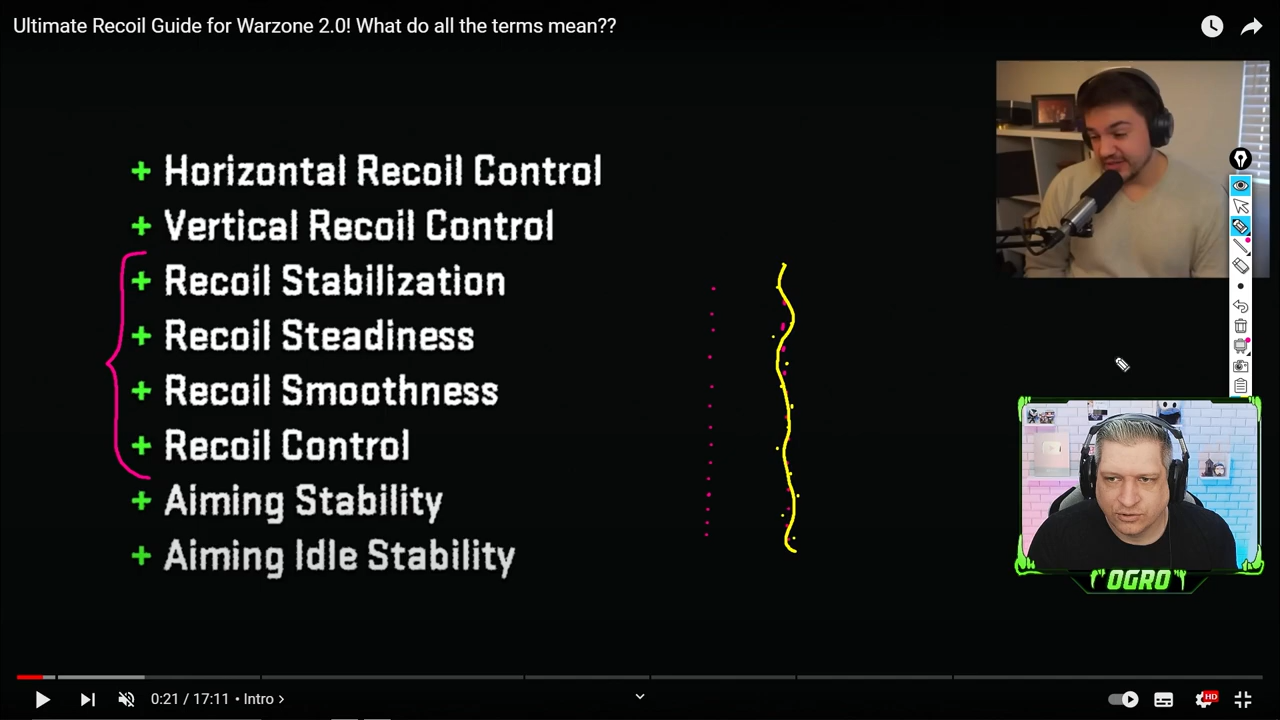 Ultimate Recoil Guide for Warzone 2.0! What do all the terms mean??
+ Horizontal Recoil Control
+ Vertical Recoil Control
+ Recoil Stabilization
+ Recoil Steadiness
+ Recoil Smoothness
+ Recoil Control
+ Aiming Stability
+ Aiming Idle Stability
OGRO
0:21 / 17:11 • Intro >
HD